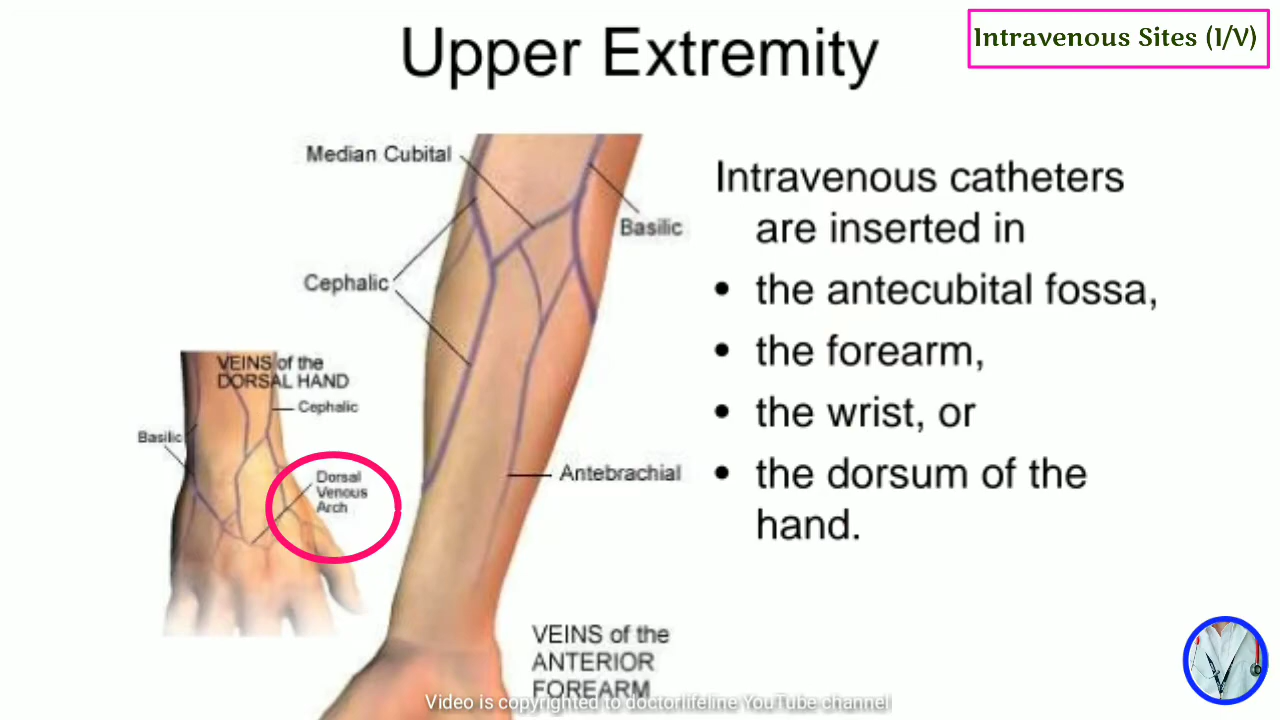 Upper Extremity
Intravenous Sites (I/V)
Median Cubital
Basilic
Cephalic
Antebrachial
VEINS of the
ANTERIOR
FOREARM
VEINS of the
DORSAL HAND
Cephalic
Basilic
Dorsal
Venous
Arch
Intravenous catheters
are inserted in
• the antecubital fossa,
• the forearm,
• the wrist, or
• the dorsum of the
hand.
Video is copyrighted to doctorlifeline YouTube channel